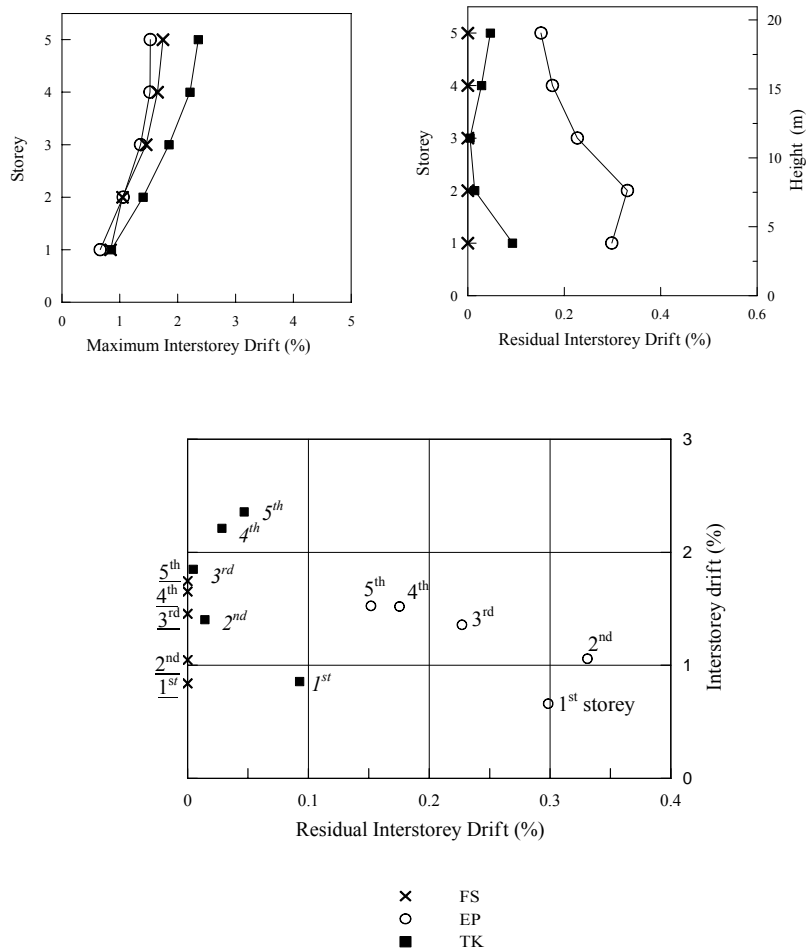 5
4
3
2
1
0
Storey
0 1 2 3 4 5
Maximum Interstorey Drift (%)
5
4
3
2
1
0
Storey
20
15
10
5
0
Height (m)
0 0.2 0.4 0.6
Residual Interstorey Drift (%)
3
2
1
0
Interstorey drift (%)
5th
4th
3rd
2nd
1st
5th
4th
3rd
2nd
1st
5th
4th
3rd
2nd
1st storey
0 0.1 0.2 0.3 0.4
Residual Interstorey Drift (%)
FS
EP
TK